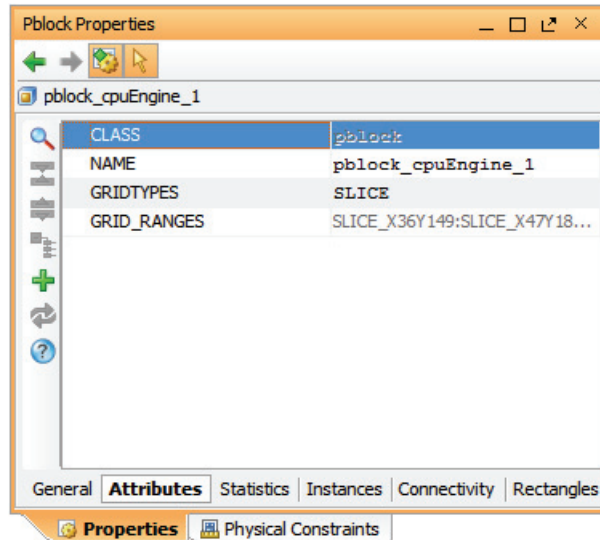 Pblock Properties
pblock_cpuEngine_1
CLASS pblock
NAME pblock_cpuEngine_1
GRIDTYPES SLICE
GRID_RANGES SLICE_X36Y149:SLICE_X47Y18...
General Attributes Statistics Instances Connectivity Rectangles
Properties Physical Constraints